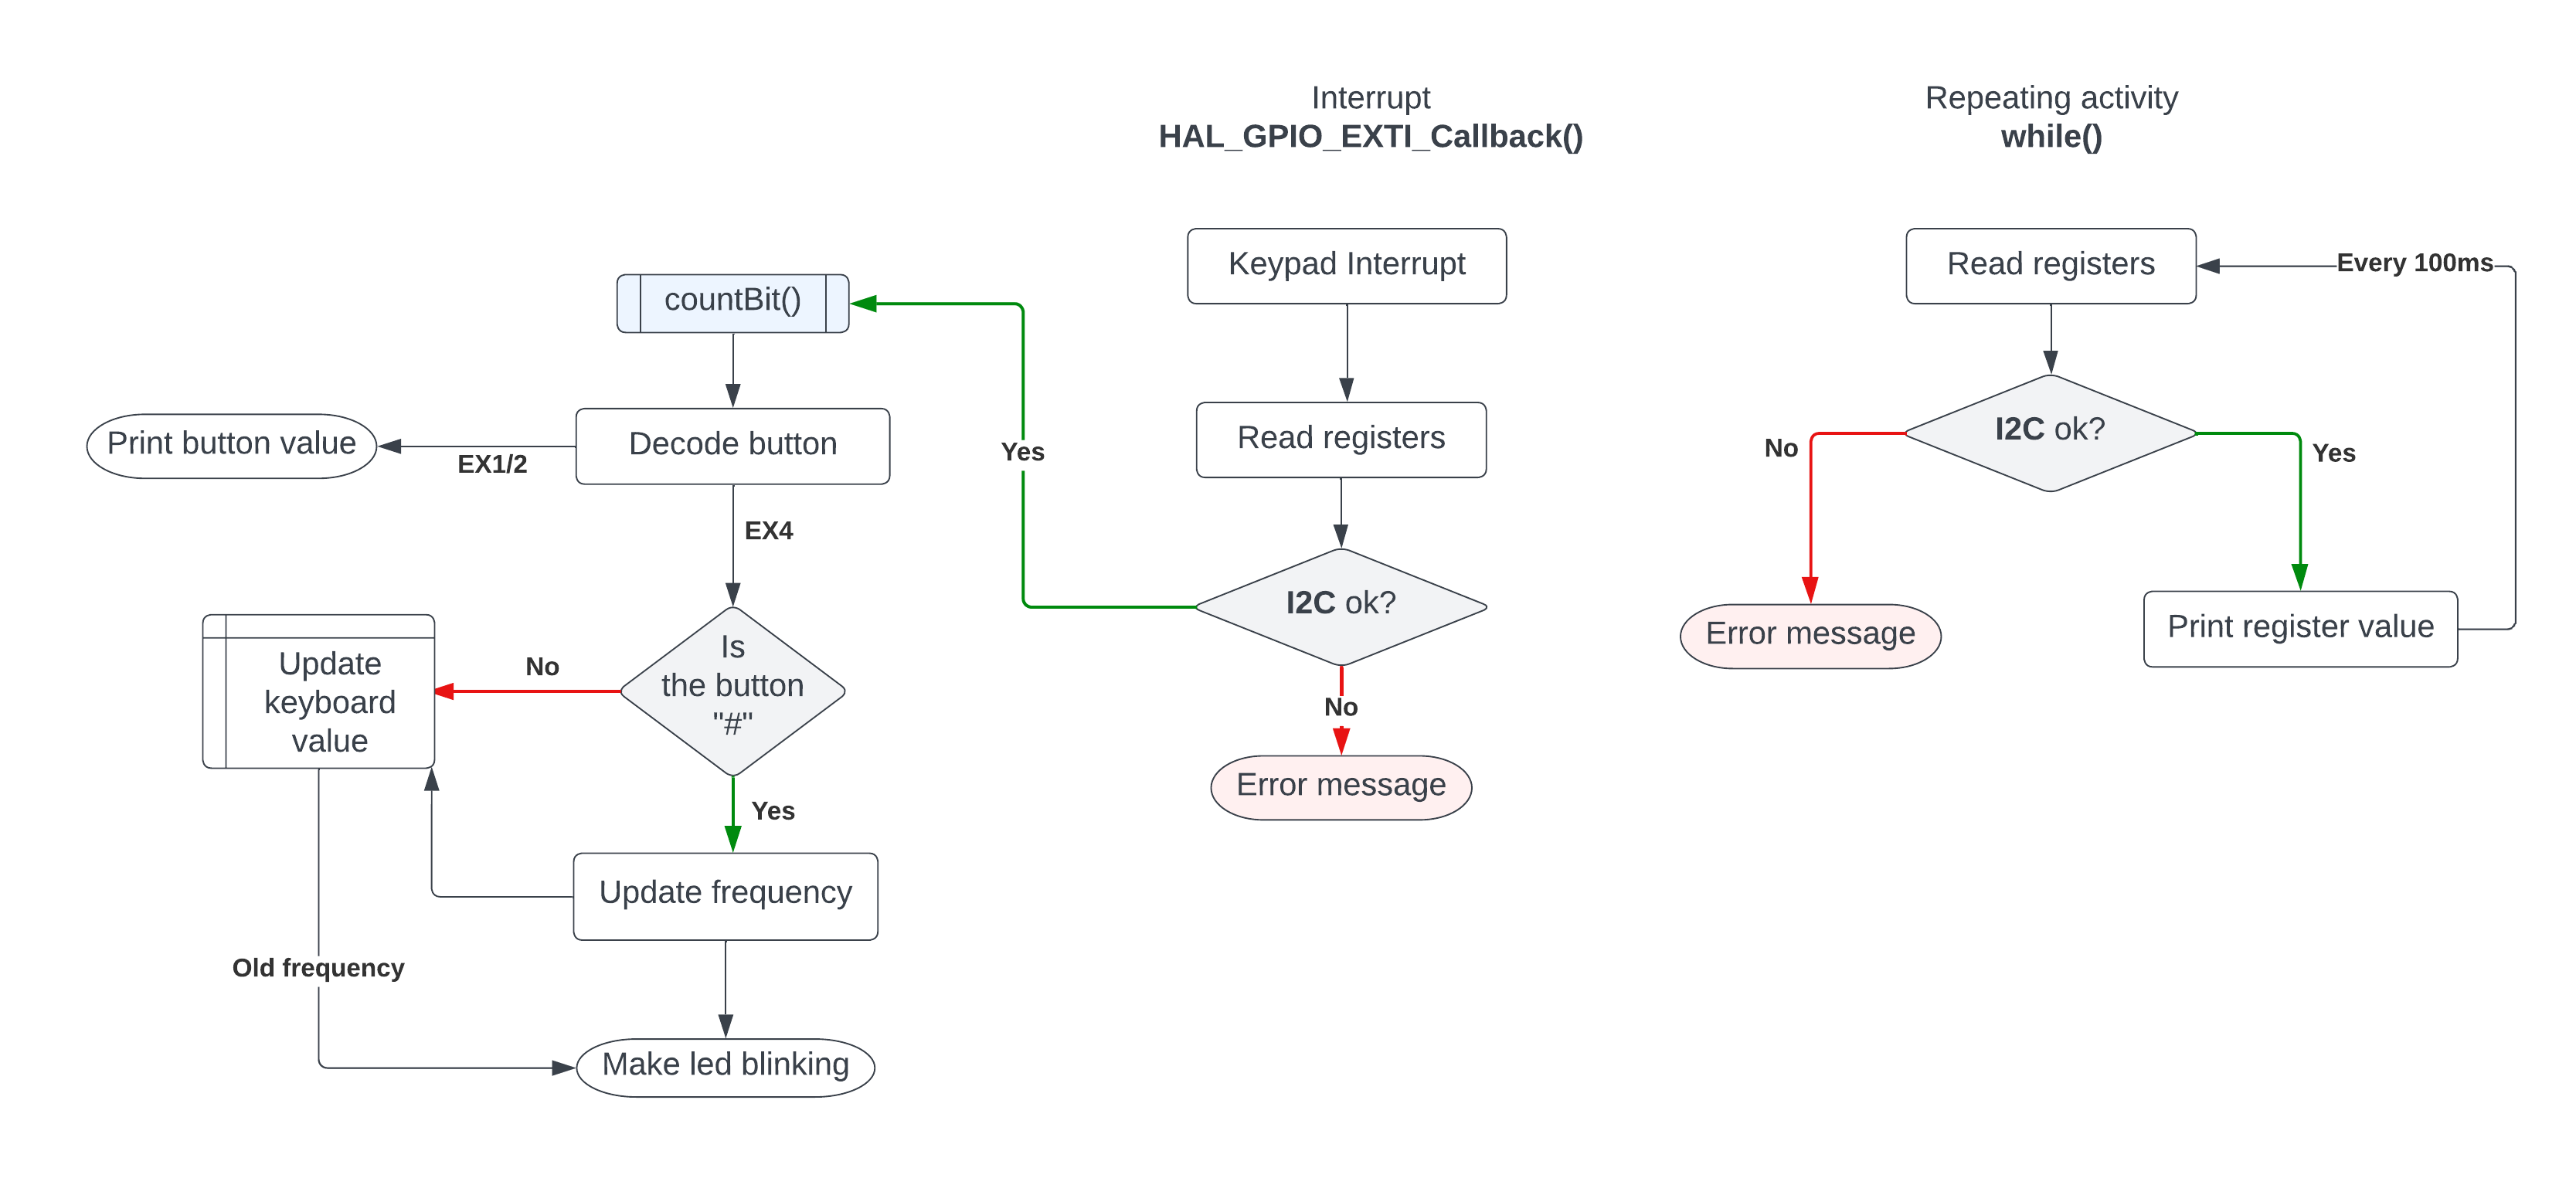 Interrupt
HAL_GPIO_EXTI_Callback()
Repeating activity
while()
countBit()
Decode button
Print button value
EX1/2
EX4
Is
the button
"#"
No
Update
keyboard
value
Yes
Update frequency
Old frequency
Make led blinking
Keypad Interrupt
Read registers
I2C ok?
Yes
No
Error message
Read registers
Every 100ms
I2C ok?
No
Yes
Error message
Print register value